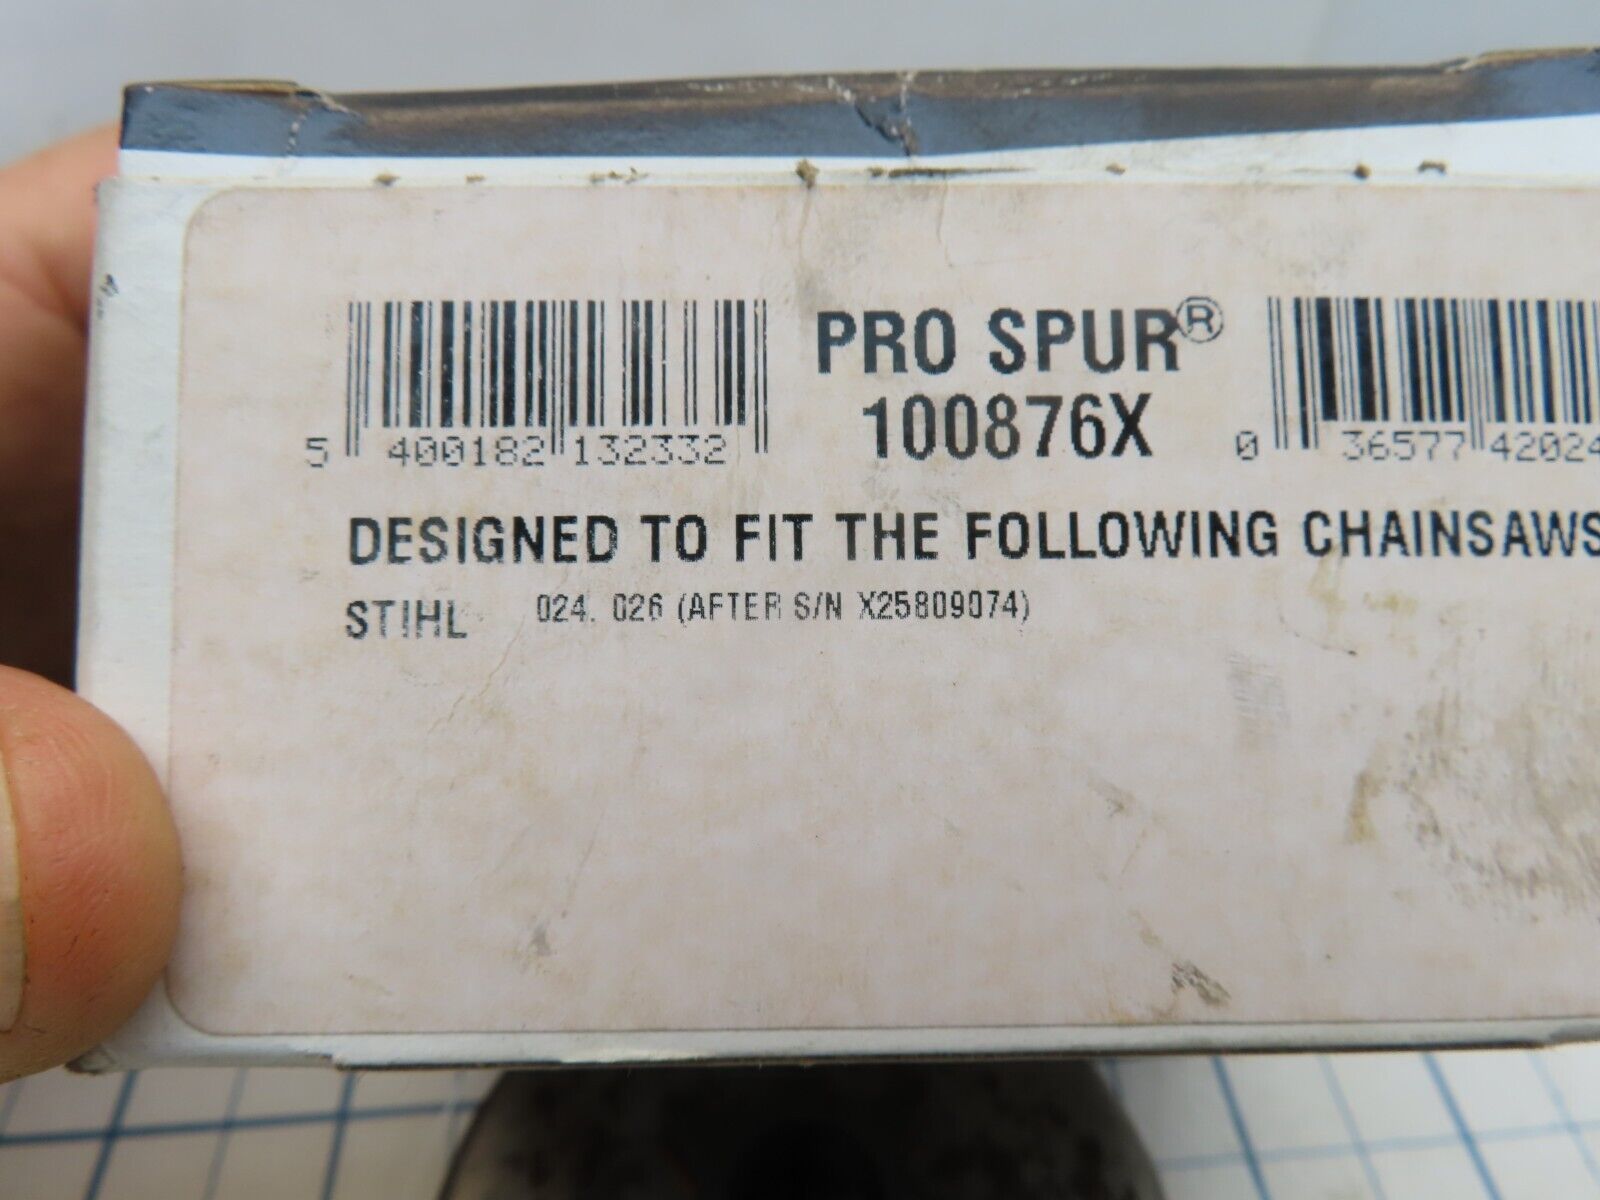 PRO SPUR®
100876X
5 400182 132332
0 36577 42024
DESIGNED TO FIT THE FOLLOWING CHAINSAWS
STIHL 024. 026 (AFTER S/N X25809074)